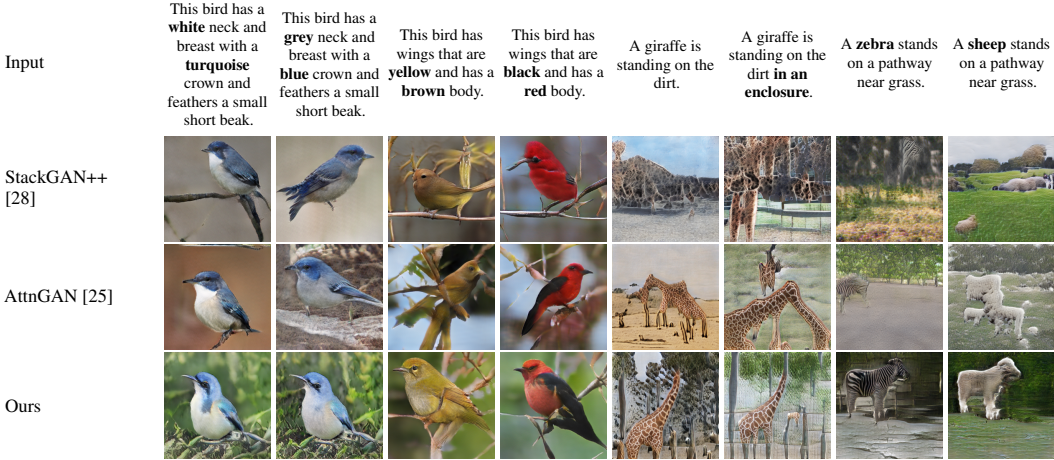 Input
This bird has a
white neck and
breast with a
turquoise
crown and
feathers a small
short beak.
This bird has a
grey neck and
breast with a
blue crown and
feathers a small
short beak.
This bird has
wings that are
yellow and has a
brown body.
This bird has
wings that are
black and has a
red body.
A giraffe is
standing on the
dirt.
A giraffe is
standing on the
dirt in an
enclosure.
A zebra stands
on a pathway
near grass.
A sheep stands
on a pathway
near grass.
StackGAN++
[28]
AttnGAN [25]
Ours